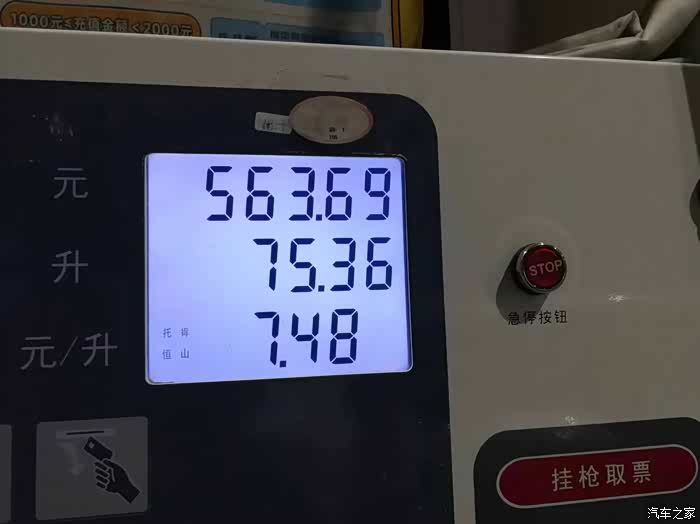 1000元≤充值金额<2000元
元
563.69
升
75.36
元/升
7.48
托肯
恒山
STOP
急停按钮
挂枪取票
汽车之家